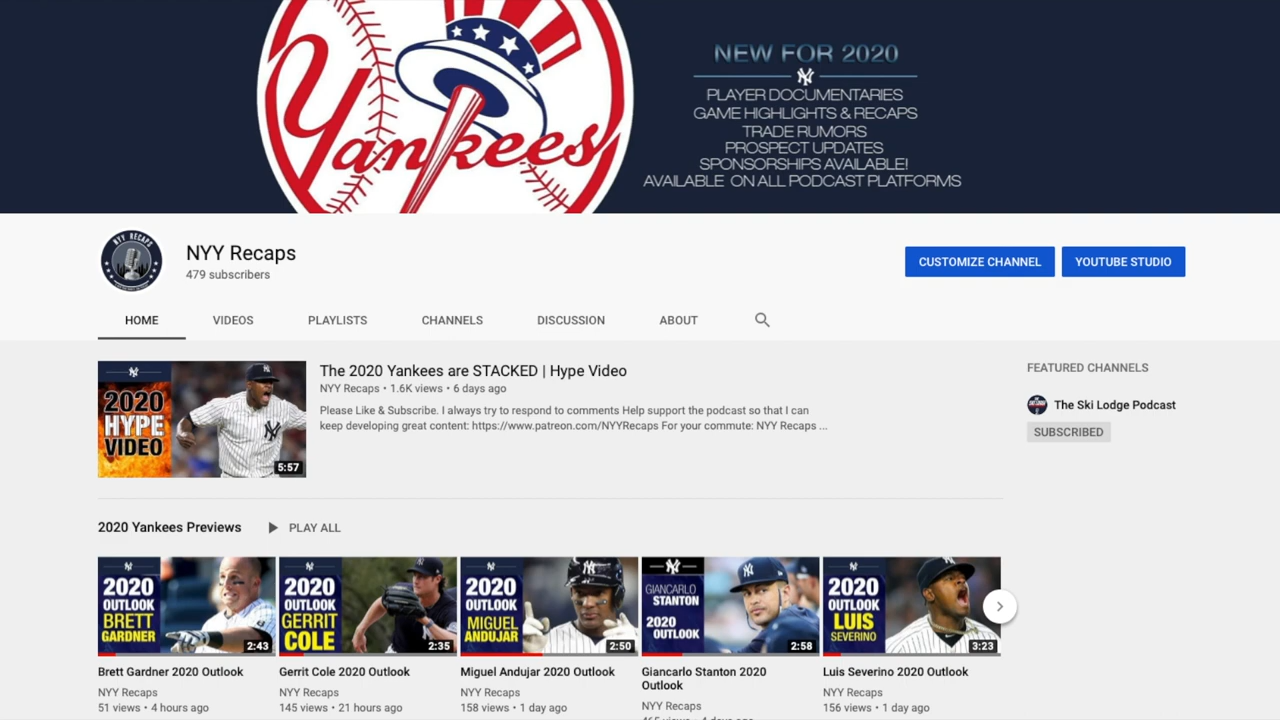 Yankees
NEW FOR 2020
NY
PLAYER DOCUMENTARIES
GAME HIGHLIGHTS & RECAPS
TRADE RUMORS
PROSPECT UPDATES
SPONSORSHIPS AVAILABLE!
AVAILABLE ON ALL PODCAST PLATFORMS
NYY RECAPS
NYY Recaps
479 subscribers
CUSTOMIZE CHANNEL
YOUTUBE STUDIO
HOME VIDEOS PLAYLISTS CHANNELS DISCUSSION ABOUT
2020
HYPE
VIDEO
5:57
The 2020 Yankees are STACKED | Hype Video
NYY Recaps • 1.6K views • 6 days ago
Please Like & Subscribe. I always try to respond to comments Help support the podcast so that I can
keep developing great content: https://www.patreon.com/NYYRecaps For your commute: NYY Recaps ...
FEATURED CHANNELS
The Ski Lodge Podcast
SUBSCRIBED
2020 Yankees Previews
PLAY ALL
2020
OUTLOOK
BRETT
GARDNER
2:43
Brett Gardner 2020 Outlook
NYY Recaps
51 views • 4 hours ago
2020
OUTLOOK
GERRIT
COLE
2:35
Gerrit Cole 2020 Outlook
NYY Recaps
145 views • 21 hours ago
2020
OUTLOOK
MIGUEL
ANDUJAR
2:50
Miguel Andujar 2020 Outlook
NYY Recaps
158 views • 1 day ago
GIANCARLO
STANTON
2020
OUTLOOK
2:58
Giancarlo Stanton 2020
Outlook
NYY Recaps
2020
OUTLOOK
LUIS
SEVERINO
3:23
Luis Severino 2020 Outlook
NYY Recaps
156 views • 1 day ago